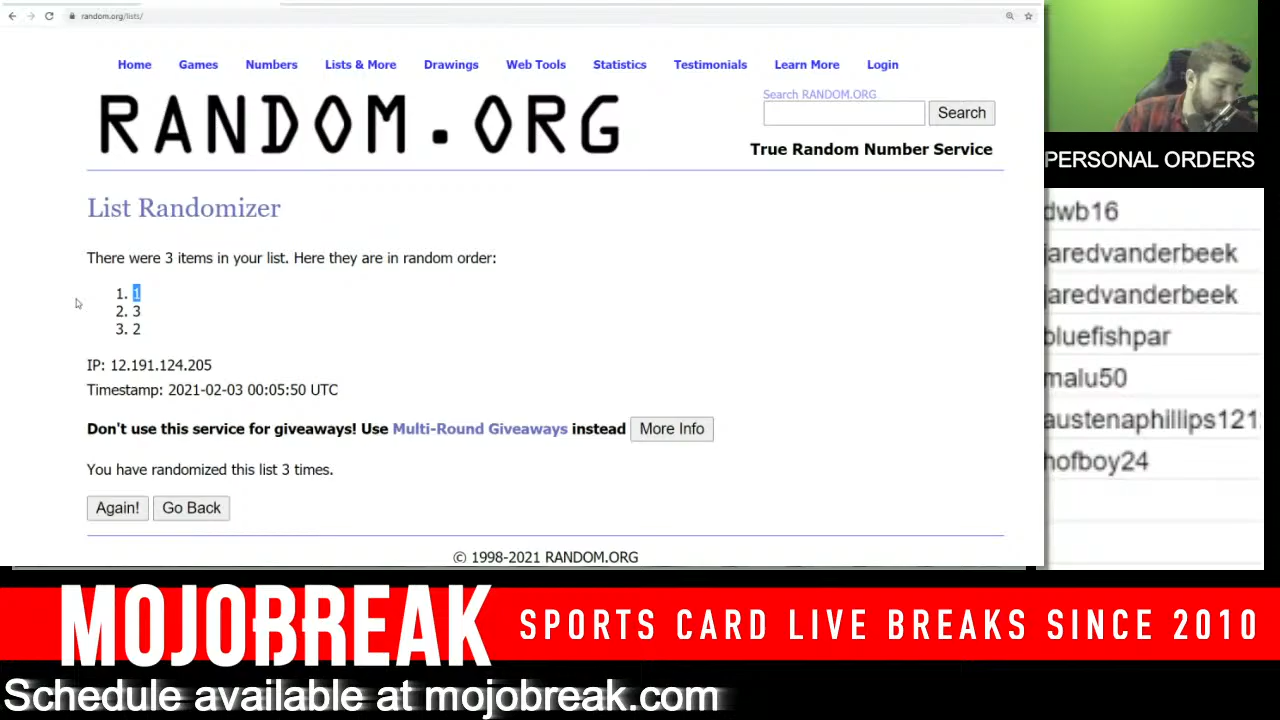 random.org/lists/
Home Games Numbers Lists & More Drawings Web Tools Statistics Testimonials Learn More Login
RANDOM.ORG
Search RANDOM.ORG
Search
True Random Number Service
List Randomizer
There were 3 items in your list. Here they are in random order:
1. 1
2. 3
3. 2
IP: 12.191.124.205
Timestamp: 2021-02-03 00:05:50 UTC
Don't use this service for giveaways! Use Multi-Round Giveaways instead More Info
You have randomized this list 3 times.
Again! Go Back
© 1998-2021 RANDOM.ORG
PERSONAL ORDERS
dwb16
jaredvanderbeek
jaredvanderbeek
bluefishpar
malu50
austenaphillips121
hofboy24
MOJOBREAK
SPORTS CARD LIVE BREAKS SINCE 2010
Schedule available at mojobreak.com